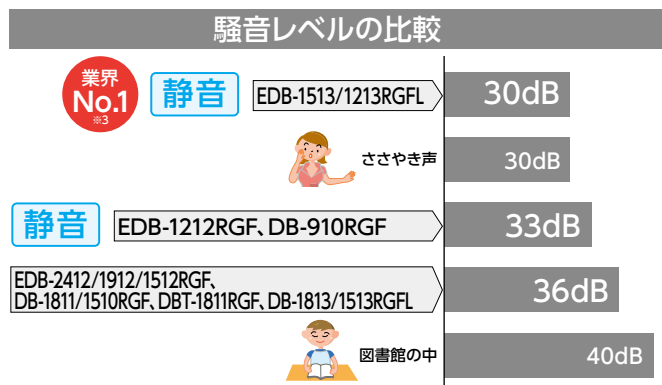 騒音レベルの比較
業界
No.1
※3
静音
EDB-1513/1213RGFL
30dB
ささやき声
30dB
静音
EDB-1212RGF、DB-910RGF
33dB
EDB-2412/1912/1512RGF、
DB-1811/1510RGF、DBT-1811RGF、DB-1813/1513RGFL
36dB
図書館の中
40dB